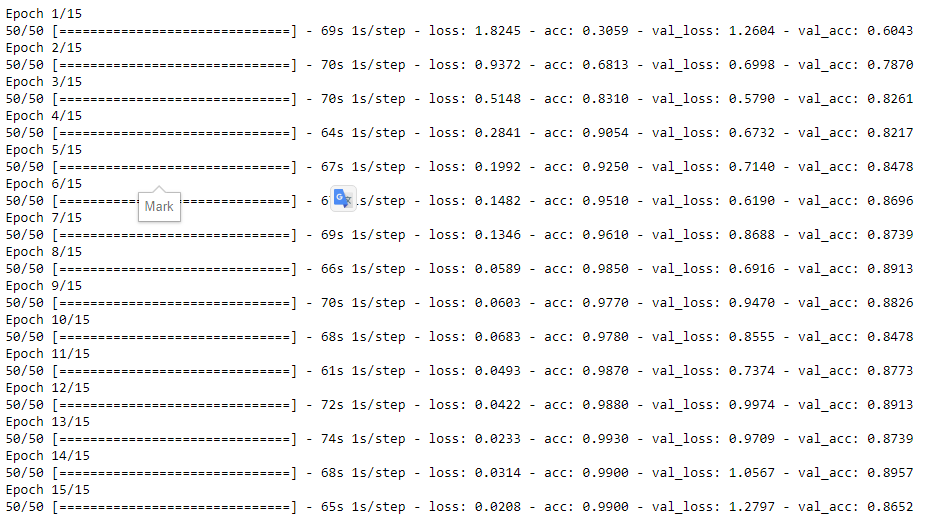 Epoch 1/15
50/50 [==============================] - 69s 1s/step - loss: 1.8245 - acc: 0.3059 - val_loss: 1.2604 - val_acc: 0.6043
Epoch 2/15
50/50 [==============================] - 70s 1s/step - loss: 0.9372 - acc: 0.6813 - val_loss: 0.6998 - val_acc: 0.7870
Epoch 3/15
50/50 [==============================] - 70s 1s/step - loss: 0.5148 - acc: 0.8310 - val_loss: 0.5790 - val_acc: 0.8261
Epoch 4/15
50/50 [==============================] - 64s 1s/step - loss: 0.2841 - acc: 0.9054 - val_loss: 0.6732 - val_acc: 0.8217
Epoch 5/15
50/50 [==============================] - 67s 1s/step - loss: 0.1992 - acc: 0.9250 - val_loss: 0.7140 - val_acc: 0.8478
Epoch 6/15
50/50 [==============================] - s/step - loss: 0.1482 - acc: 0.9510 - val_loss: 0.6190 - val_acc: 0.8696
Mark
Epoch 7/15
50/50 [==============================] - 69s 1s/step - loss: 0.1346 - acc: 0.9610 - val_loss: 0.8688 - val_acc: 0.8739
Epoch 8/15
50/50 [==============================] - 66s 1s/step - loss: 0.0589 - acc: 0.9850 - val_loss: 0.6916 - val_acc: 0.8913
Epoch 9/15
50/50 [==============================] - 70s 1s/step - loss: 0.0603 - acc: 0.9770 - val_loss: 0.9470 - val_acc: 0.8826
Epoch 10/15
50/50 [==============================] - 68s 1s/step - loss: 0.0683 - acc: 0.9780 - val_loss: 0.8555 - val_acc: 0.8478
Epoch 11/15
50/50 [==============================] - 61s 1s/step - loss: 0.0493 - acc: 0.9870 - val_loss: 0.7374 - val_acc: 0.8773
Epoch 12/15
50/50 [==============================] - 72s 1s/step - loss: 0.0422 - acc: 0.9880 - val_loss: 0.9974 - val_acc: 0.8913
Epoch 13/15
50/50 [==============================] - 74s 1s/step - loss: 0.0233 - acc: 0.9930 - val_loss: 0.9709 - val_acc: 0.8739
Epoch 14/15
50/50 [==============================] - 68s 1s/step - loss: 0.0314 - acc: 0.9900 - val_loss: 1.0567 - val_acc: 0.8957
Epoch 15/15
50/50 [==============================] - 65s 1s/step - loss: 0.0208 - acc: 0.9900 - val_loss: 1.2797 - val_acc: 0.8652